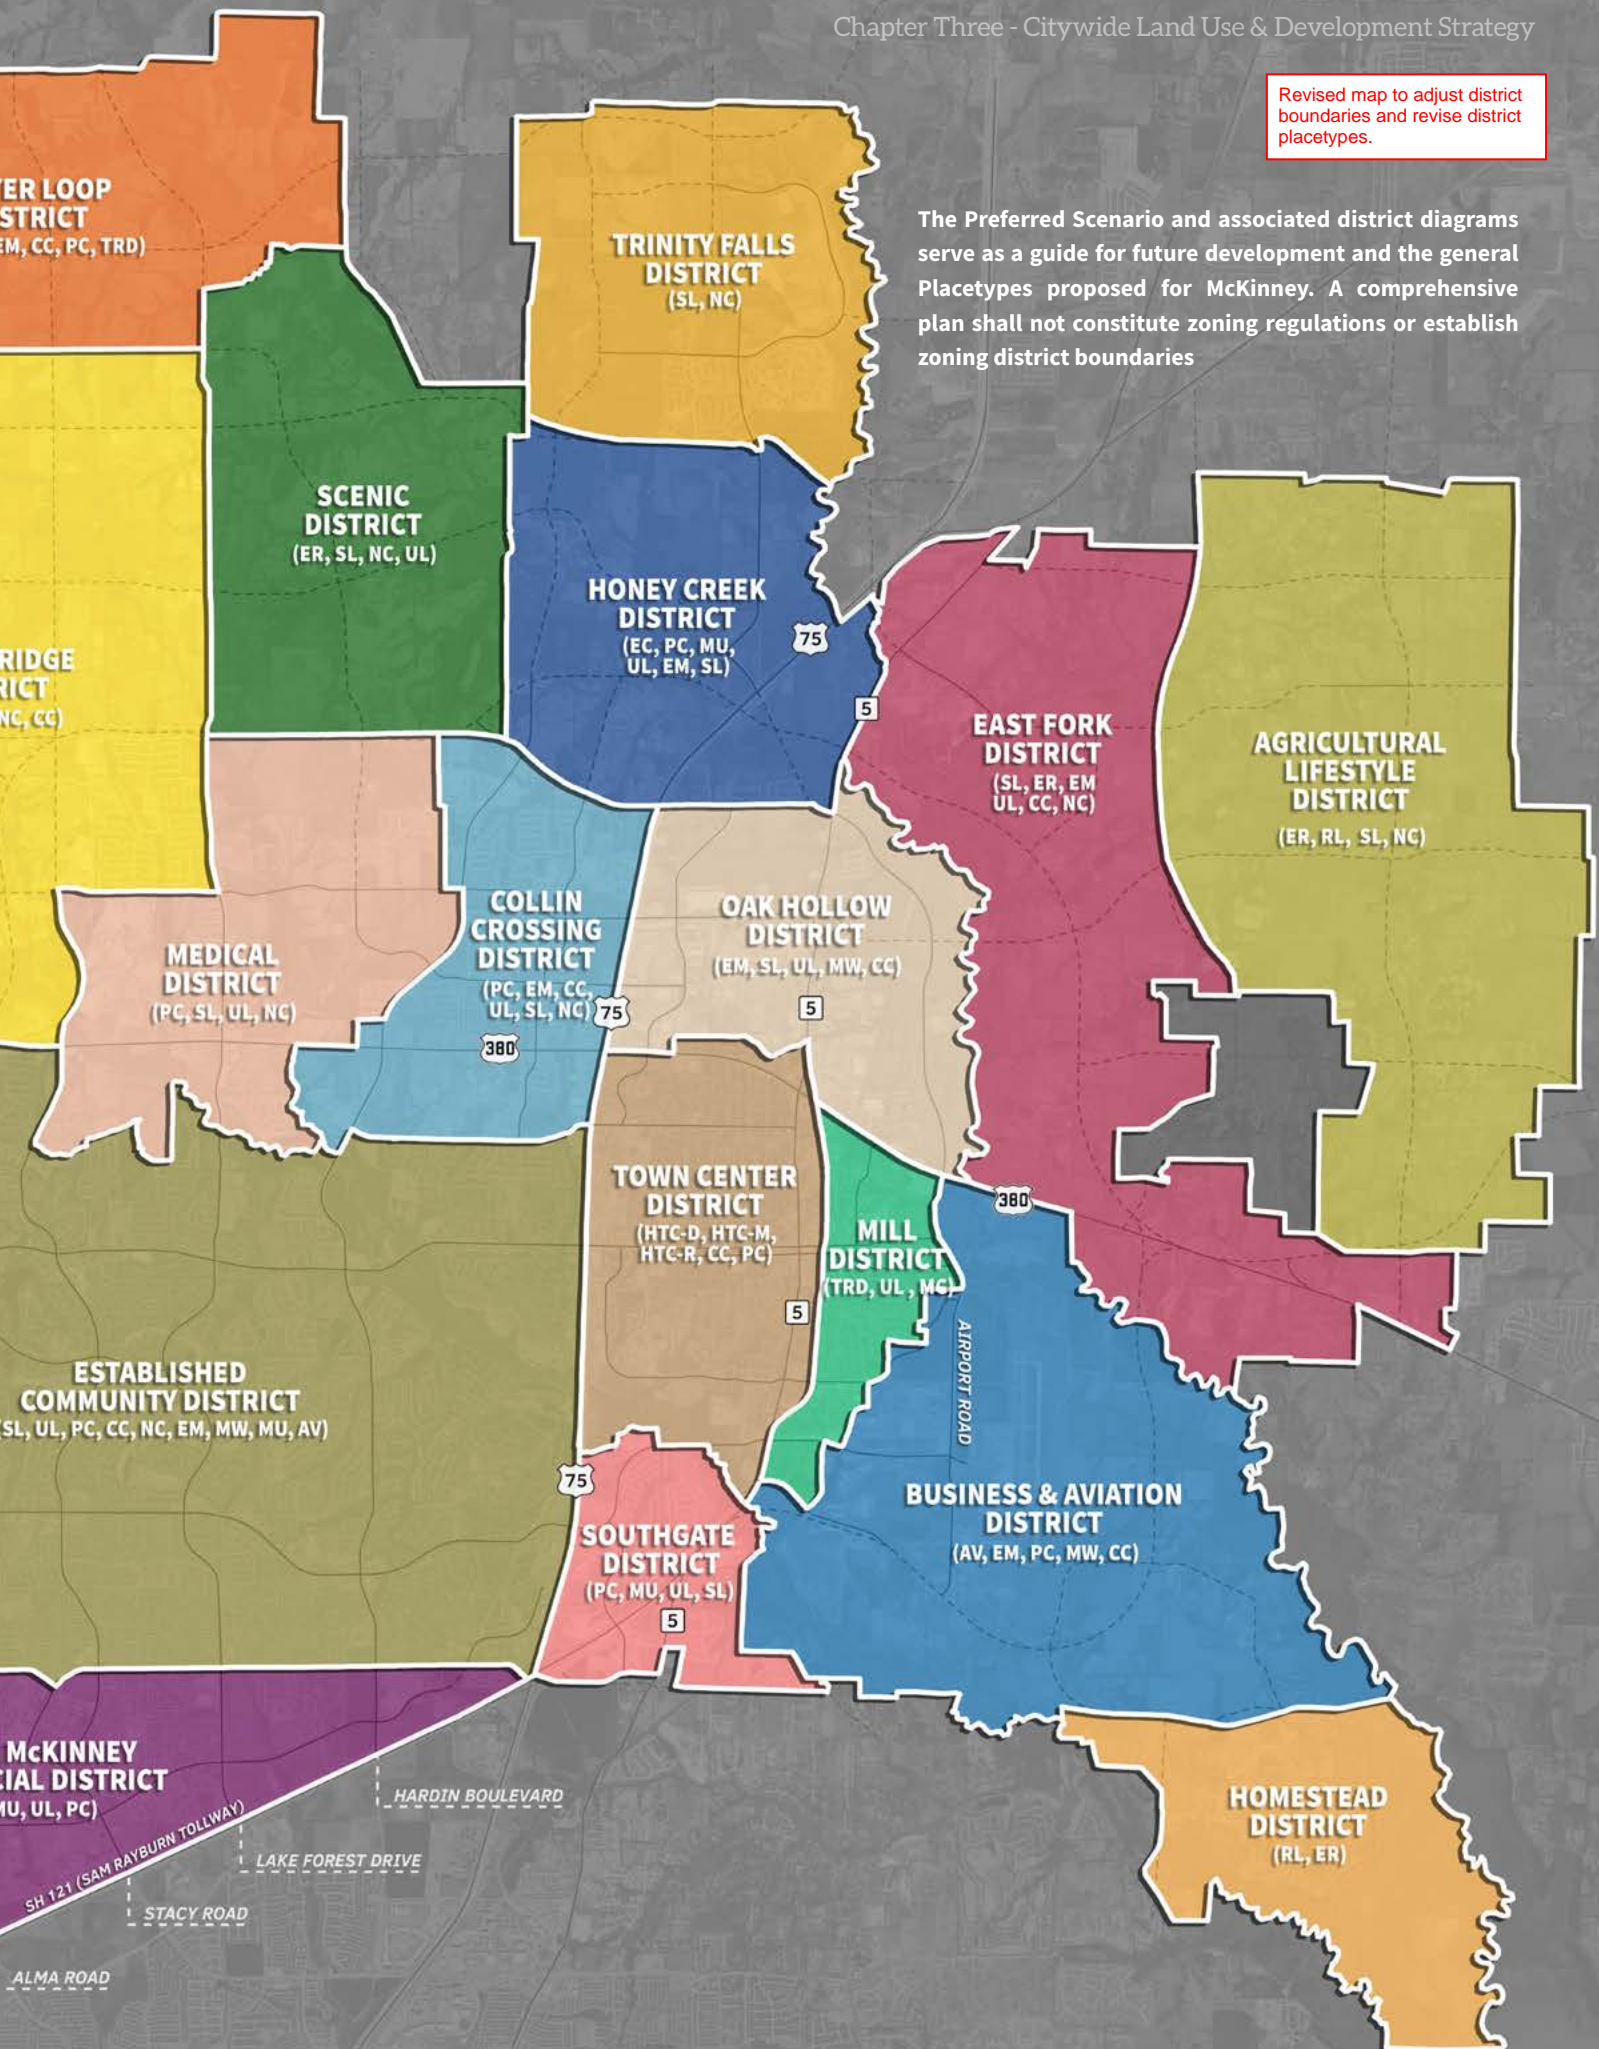 Chapter Three - Citywide Land Use & Development Strategy
Revised map to adjust district
boundaries and revise district
placetypes.
The Preferred Scenario and associated district diagrams
serve as a guide for future development and the general
Placetypes proposed for McKinney. A comprehensive
plan shall not constitute zoning regulations or establish
zoning district boundaries
ER LOOP
STRICT
EM, CC, PC, TRD)
TRINITY FALLS
DISTRICT
(SL, NC)
SCENIC
DISTRICT
(ER, SL, NC, UL)
HONEY CREEK
DISTRICT
(EC, PC, MU,
UL, EM, SL)
75
5
RIDGE
RICT
NC, CC)
EAST FORK
DISTRICT
(SL, ER, EM
UL, CC, NC)
AGRICULTURAL
LIFESTYLE
DISTRICT
(ER, RL, SL, NC)
MEDICAL
DISTRICT
(PC, SL, UL, NC)
COLLIN
CROSSING
DISTRICT
(PC, EM, CC,
UL, SL, NC)
75
380
OAK HOLLOW
DISTRICT
(EM, SL, UL, MW, CC)
5
TOWN CENTER
DISTRICT
(HTC-D, HTC-M,
HTC-R, CC, PC)
5
MILL
DISTRICT
(TRD, UL , MC)
380
AIRPORT ROAD
ESTABLISHED
COMMUNITY DISTRICT
SL, UL, PC, CC, NC, EM, MW, MU, AV)
75
SOUTHGATE
DISTRICT
(PC, MU, UL, SL)
5
BUSINESS & AVIATION
DISTRICT
(AV, EM, PC, MW, CC)
McKINNEY
CIAL DISTRICT
MU, UL, PC)
SH 121 (SAM RAYBURN TOLLWAY)
HARDIN BOULEVARD
LAKE FOREST DRIVE
STACY ROAD
ALMA ROAD
HOMESTEAD
DISTRICT
(RL, ER)